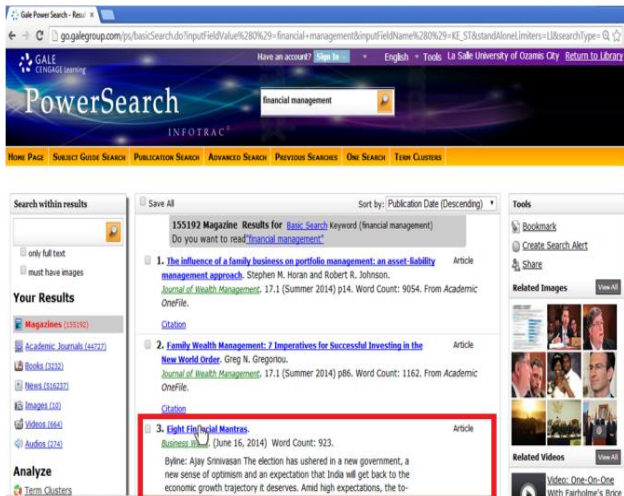 Gale Power Search - Resul ×
go.galegroup.com/ps/basicSearch.do?inputFieldValue%280%29=financial+management&inputFieldName%280%29=KE_ST&standAloneLimiters=LI&searchType=
GALE
CENGAGE Learning
Have an account? Sign In
English
Tools
La Salle University of Ozamis City
Return to Library
PowerSearch
INFOTRAC
financial management
HOME PAGE SUBJECT GUIDE SEARCH PUBLICATION SEARCH ADVANCED SEARCH PREVIOUS SEARCHES ONE SEARCH TERM CLUSTERS
Search within results
only full text
must have images
Your Results
Magazines (155192)
Academic Journals (44727)
Books (3232)
News (516237)
Images (10)
Videos (664)
Audios (274)
Analyze
Term Clusters
Save All
Sort by: Publication Date (Descending)
155192 Magazine Results for Basic Search Keyword (financial management)
Do you want to read "financial management"
1. The influence of a family business on portfolio management: an asset-liability Article
management approach. Stephen M. Horan and Robert R. Johnson.
Journal of Wealth Management. 17.1 (Summer 2014) p14. Word Count: 9054. From Academic
OneFile.
Citation
2. Family Wealth Management: 7 Imperatives for Successful Investing in the Article
New World Order. Greg N. Gregoriou.
Journal of Wealth Management. 17.1 (Summer 2014) p86. Word Count: 1162. From Academic
OneFile.
Citation
3. Eight Financial Mantras. Article
Business (June 16, 2014) Word Count: 923.
Byline: Ajay Srinivasan The election has ushered in a new government, a
new sense of optimism and an expectation that India will get back to the
economic growth trajectory it deserves. Amid high expectations, the to-
Tools
Bookmark
Create Search Alert
Share
Related Images View All
Related Videos View All
Video: One-On-One
With Fairholme's Bruce